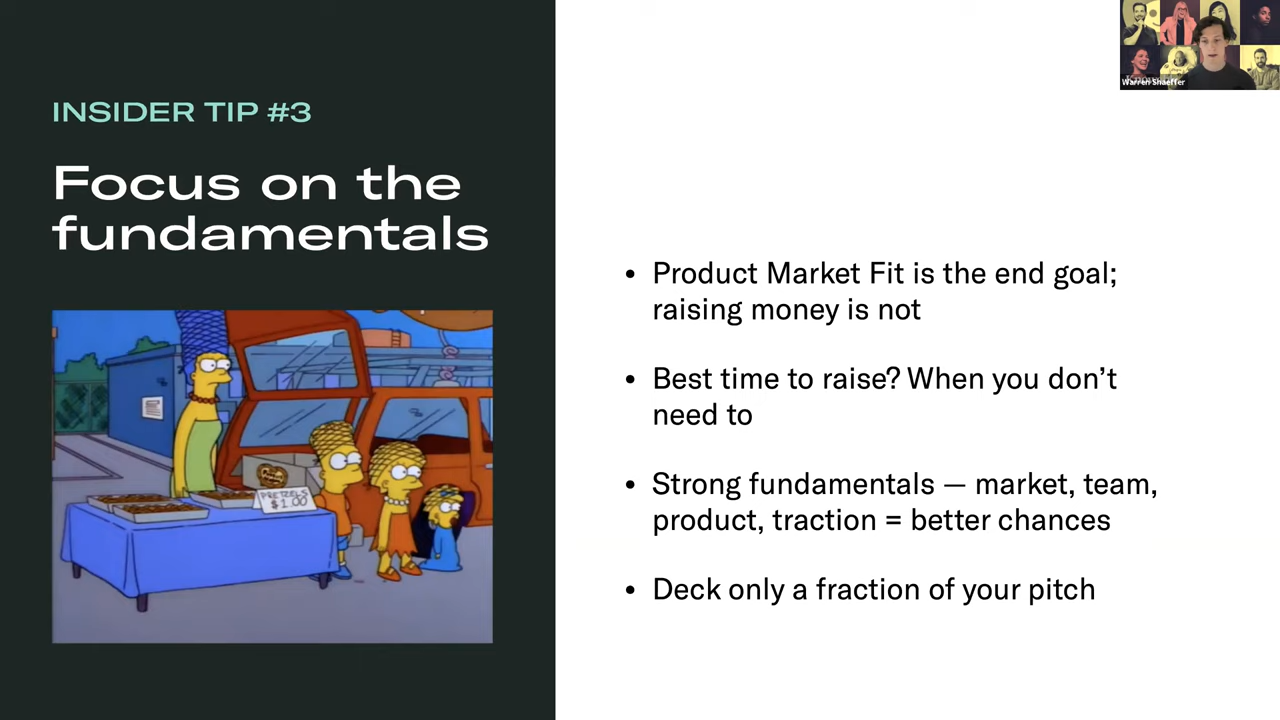 INSIDER TIP #3
Focus on the
fundamentals
PRETZELS
$1.00
• Product Market Fit is the end goal;
raising money is not
• Best time to raise? When you don’t
need to
• Strong fundamentals — market, team,
product, traction = better chances
• Deck only a fraction of your pitch
Warren Shaeffer